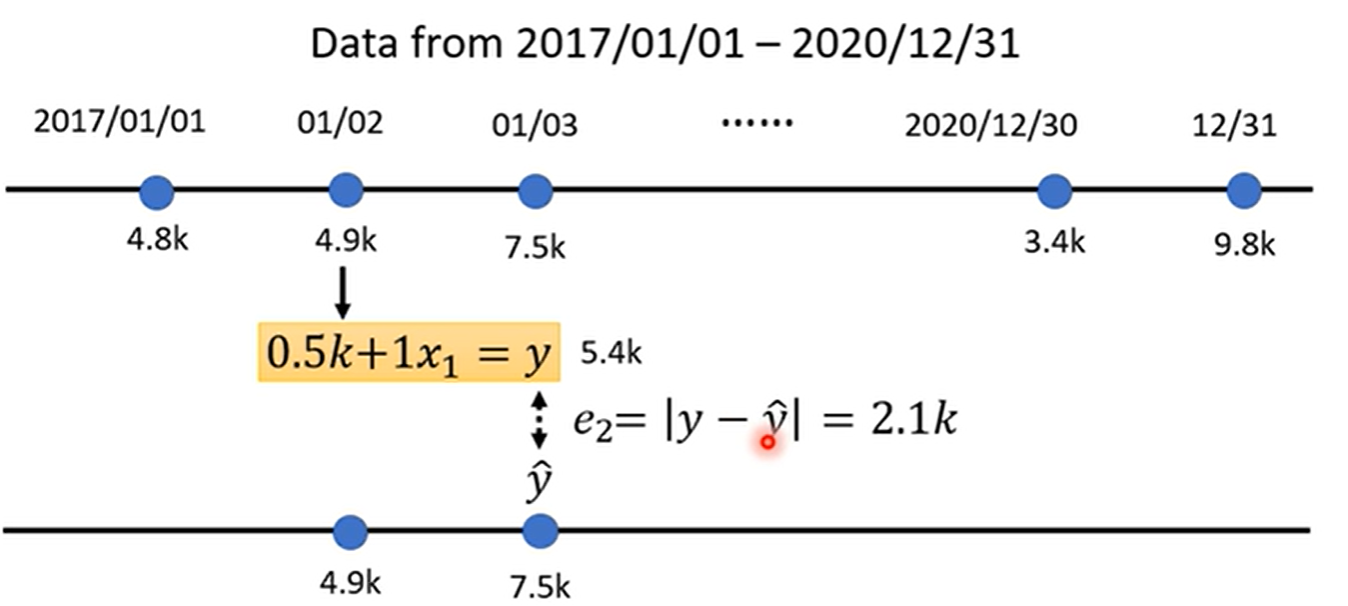 Data from 2017/01/01 – 2020/12/31
2017/01/01 01/02 01/03 ...... 2020/12/30 12/31
4.8k 4.9k 7.5k 3.4k 9.8k
0.5k+1x₁ = y 5.4k
e₂= |y − ŷ| = 2.1k
ŷ
4.9k 7.5k